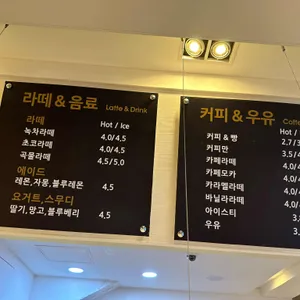 라떼 & 음료 Latte & Drink
라떼 Hot / Ice
녹차라떼 4,0/4,5
초코라떼 4,0/4,5
곡물라떼 4,5/5,0
에이드
레몬,자몽,블루레몬 4,5
요거트,스무디
딸기,망고,블루베리 4,5
커피 & 우유
Hot /
커피 & 빵 2,7/
커피만 3,5/
카페라떼 4,0/
카페모카 4,0/
카라멜라떼 4,0/
바닐라라떼 4,0/
아이스티
우유